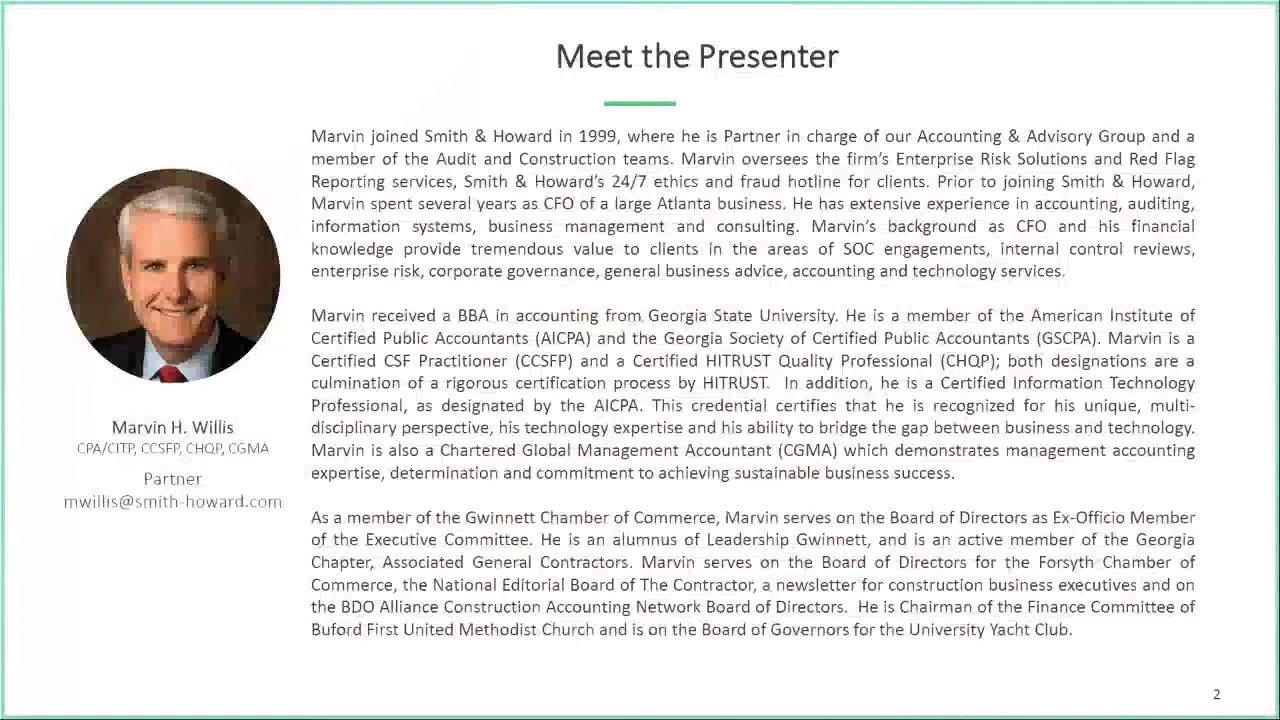 Meet the Presenter
Marvin joined Smith & Howard in 1999, where he is Partner in charge of our Accounting & Advisory Group and a
member of the Audit and Construction teams. Marvin oversees the firm's Enterprise Risk Solutions and Red Flag
Reporting services, Smith & Howard's 24/7 ethics and fraud hotline for clients. Prior to joining Smith & Howard,
Marvin spent several years as CFO of a large Atlanta business. He has extensive experience in accounting, auditing,
information systems, business management and consulting. Marvin's background as CFO and his financial
knowledge provide tremendous value to clients in the areas of SOC engagements, internal control reviews,
enterprise risk, corporate governance, general business advice, accounting and technology services.
Marvin received a BBA in accounting from Georgia State University. He is a member of the American Institute of
Certified Public Accountants (AICPA) and the Georgia Society of Certified Public Accountants (GSCPA). Marvin is a
Certified CSF Practitioner (CCSFP) and a Certified HITRUST Quality Professional (CHQP); both designations are a
culmination of a rigorous certification process by HITRUST.  In addition, he is a Certified Information Technology
Professional, as designated by the AICPA. This credential certifies that he is recognized for his unique, multi-
disciplinary perspective, his technology expertise and his ability to bridge the gap between business and technology.
Marvin is also a Chartered Global Management Accountant (CGMA) which demonstrates management accounting
expertise, determination and commitment to achieving sustainable business success.
As a member of the Gwinnett Chamber of Commerce, Marvin serves on the Board of Directors as Ex-Officio Member
of the Executive Committee. He is an alumnus of Leadership Gwinnett, and is an active member of the Georgia
Chapter, Associated General Contractors. Marvin serves on the Board of Directors for the Forsyth Chamber of
Commerce, the National Editorial Board of The Contractor, a newsletter for construction business executives and on
the BDO Alliance Construction Accounting Network Board of Directors.  He is Chairman of the Finance Committee of
Buford First United Methodist Church and is on the Board of Governors for the University Yacht Club.
Marvin H. Willis
CPA/CITP, CCSFP, CHQP, CGMA
Partner
mwillis@smith-howard.com
2